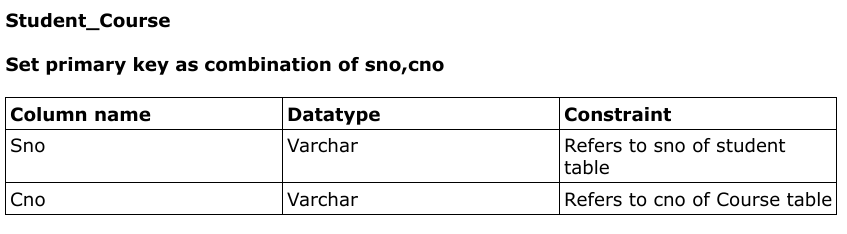 Student_Course
Set primary key as combination of sno,cno
Column name Datatype Constraint
Sno Varchar Refers to sno of student
table
Cno Varchar Refers to cno of Course table